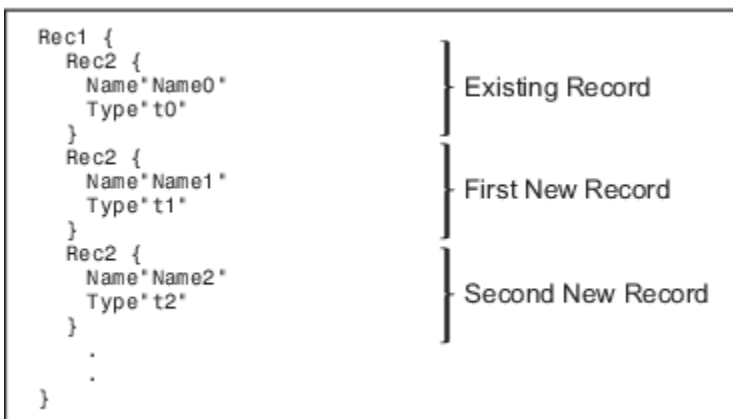 Rec1 {
Rec2 {
Name"Name0"
Existing Record
Type"t0"
}
Rec2 {
Name"Name1"
First New Record
Type"t1"
}
Rec2 {
Name"Name2"
Second New Record
Type"t2"
}
.
.
}